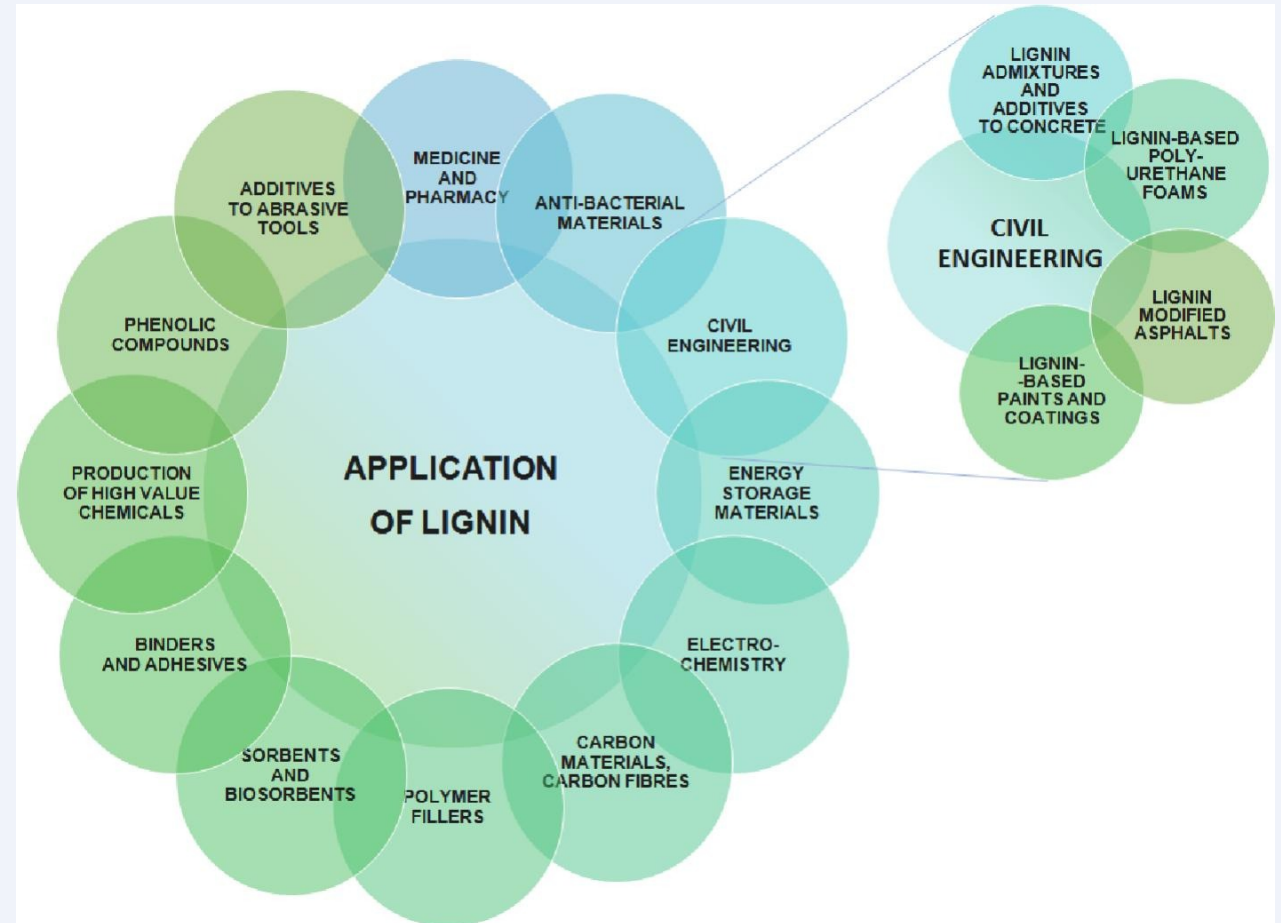 APPLICATION
OF LIGNIN
MEDICINE
AND
PHARMACY
ANTI-BACTERIAL
MATERIALS
CIVIL
ENGINEERING
ENERGY
STORAGE
MATERIALS
ELECTRO-
CHEMISTRY
CARBON
MATERIALS,
CARBON FIBRES
POLYMER
FILLERS
SORBENTS
AND
BIOSORBENTS
BINDERS
AND ADHESIVES
PRODUCTION
OF HIGH VALUE
CHEMICALS
PHENOLIC
COMPOUNDS
ADDITIVES
TO ABRASIVE
TOOLS
CIVIL
ENGINEERING
LIGNIN
ADMIXTURES
AND
ADDITIVES
TO CONCRETE
LIGNIN-BASED
POLY-
URETHANE
FOAMS
LIGNIN
MODIFIED
ASPHALTS
LIGNIN-
-BASED
PAINTS AND
COATINGS